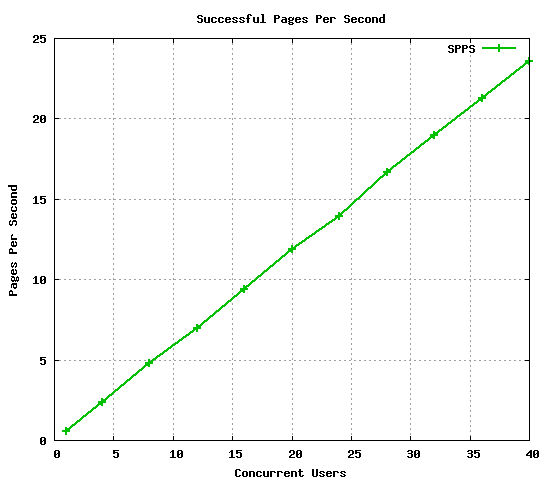 Successful Pages Per Second
SPPS
25
20
15
10
5
0
Pages Per Second
0 5 10 15 20 25 30 35 40
Concurrent Users